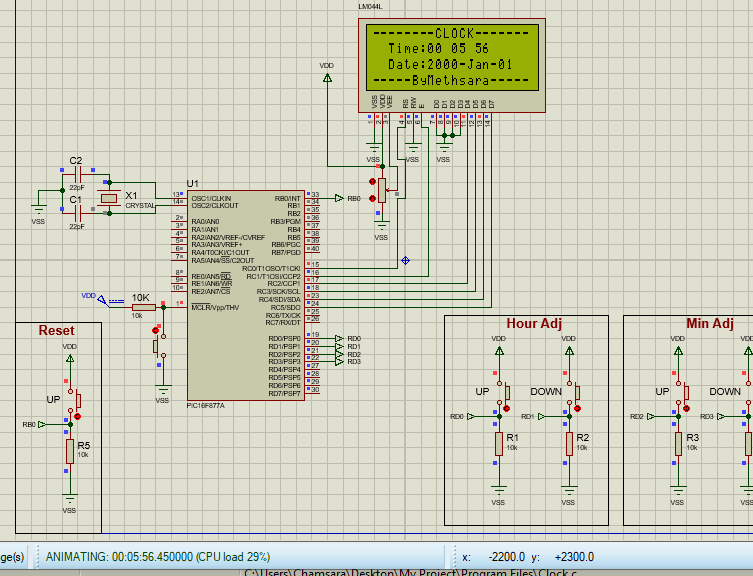 LM044L
-------CLOCK-------
Time:00 05 56
Date:2000-Jan-01
-----ByMethsara----
VDD
VSS
VDD
VEE
RS
RW
E
D0
D1
D2
D3
D4
D5
D6
D7
1
2
3
4
5
6
7
8
9
10
11
12
13
14
VSS
VSS
VSS
C2
22pF
C1
22pF
X1
CRYSTAL
VSS
U1
13
OSC1/CLKIN
14
OSC2/CLKOUT
2
RA0/AN0
3
RA1/AN1
4
RA2/AN2/VREF-/CVREF
5
RA3/AN3/VREF+
6
RA4/T0CKI/C1OUT
7
RA5/AN4/SS/C2OUT
8
RE0/AN5/RD
9
RE1/AN6/WR
10
RE2/AN7/CS
1
MCLR/Vpp/THV
RB0/INT
33
RB1
34
RB2
35
RB3/PGM
36
RB4
37
RB5
38
RB6/PGC
39
RB7/PGD
40
RC0/T1OSO/T1CKI
15
RC1/T1OSI/CCP2
16
RC2/CCP1
17
RC3/SCK/SCL
18
RC4/SDI/SDA
23
RC5/SDO
24
RC6/TX/CK
25
RC7/RX/DT
26
RD0/PSP0
19
RD1/PSP1
20
RD2/PSP2
21
RD3/PSP3
22
RD4/PSP4
27
RD5/PSP5
28
RD6/PSP6
29
RD7/PSP7
30
PIC16F877A
RB0
VSS
RD0
RD1
RD2
RD3
VDD
10K
10k
VSS
Reset
VDD
UP
RB0
R5
10k
VSS
Hour Adj
VDD
VDD
UP
DOWN
RD0
RD1
R1
10k
R2
10k
VSS
VSS
Min Adj
VDD
UP
DOWN
RD2
RD3
R3
10k
VSS
VSS
ge(s)
ANIMATING: 00:05:56.450000 (CPU load 29%)
x: -2200.0 y: +2300.0
C:\Users\Chamsara\Desktop\My Project\Program Files\Clock.c